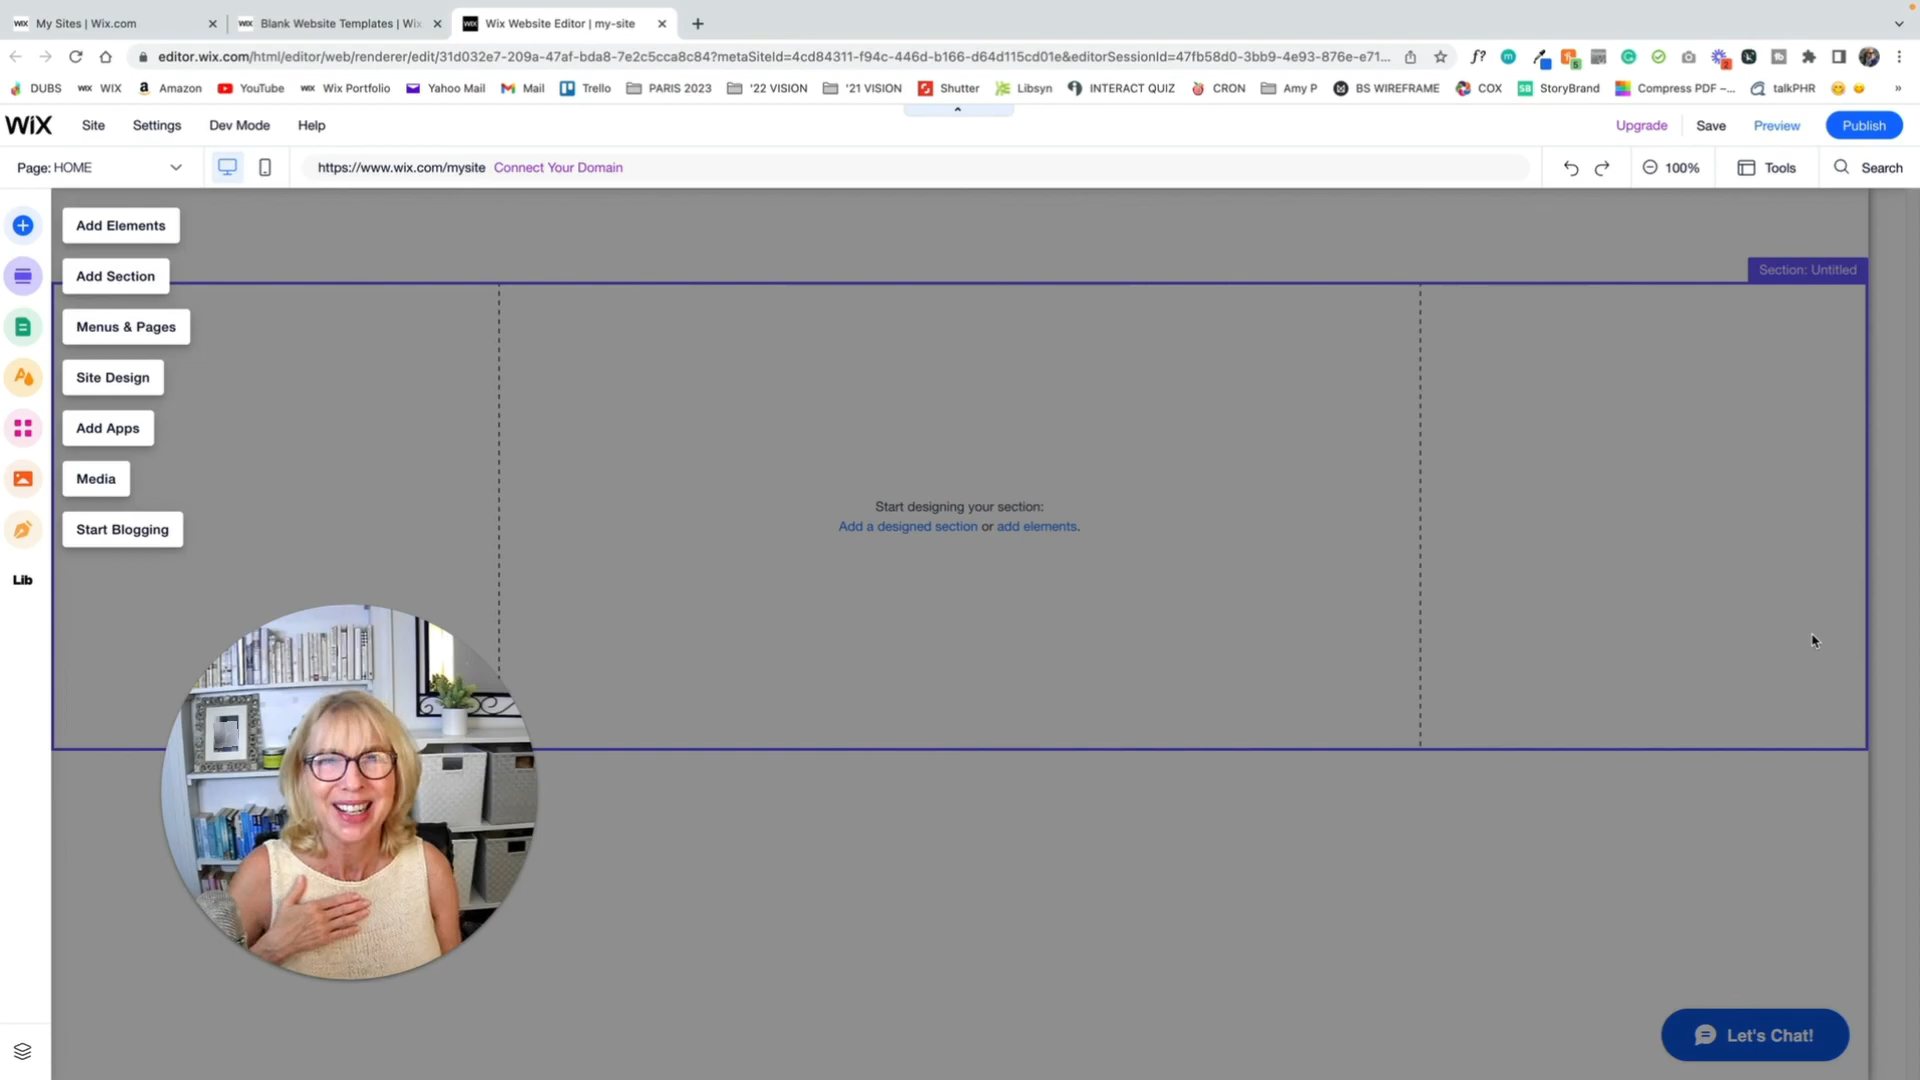 WiX My Sites | Wix.com
WiX Blank Website Templates | Wix
WiX Wix Website Editor | my-site
editor.wix.com/html/editor/web/renderer/edit/31d032e7-209a-47af-bda8-7e2c5cca8c84?metaSiteId=4cd84311-f94c-446d-b166-d64d115cd01e&editorSessionId=47fb58d0-3bb9-4e93-876e-e71...
f?
DUBS WiX WIX Amazon YouTube WiX Wix Portfolio Yahoo Mail Mail Trello PARIS 2023 '22 VISION '21 VISION Shutter Libsyn INTERACT QUIZ CRON Amy P BS WIREFRAME COX SB StoryBrand Compress PDF –... talkPHR »
WiX Site Settings Dev Mode Help Upgrade Save Preview Publish
Page: HOME https://www.wix.com/mysite Connect Your Domain 100% Tools Search
Add Elements
Section: Untitled
Add Section
Menus & Pages
Site Design
Add Apps
Media
Start designing your section:
Add a designed section or add elements.
Start Blogging
Lib
Let's Chat!